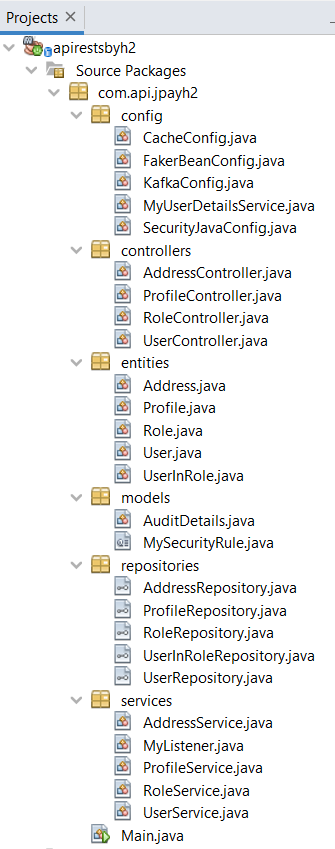 Projects
apirestsbyh2
Source Packages
com.api.jpayh2
config
CacheConfig.java
FakerBeanConfig.java
KafkaConfig.java
MyUserDetailsService.java
SecurityJavaConfig.java
controllers
AddressController.java
ProfileController.java
RoleController.java
UserController.java
entities
Address.java
Profile.java
Role.java
User.java
UserInRole.java
models
AuditDetails.java
MySecurityRule.java
repositories
AddressRepository.java
ProfileRepository.java
RoleRepository.java
UserInRoleRepository.java
UserRepository.java
services
AddressService.java
MyListener.java
ProfileService.java
RoleService.java
UserService.java
Main.java